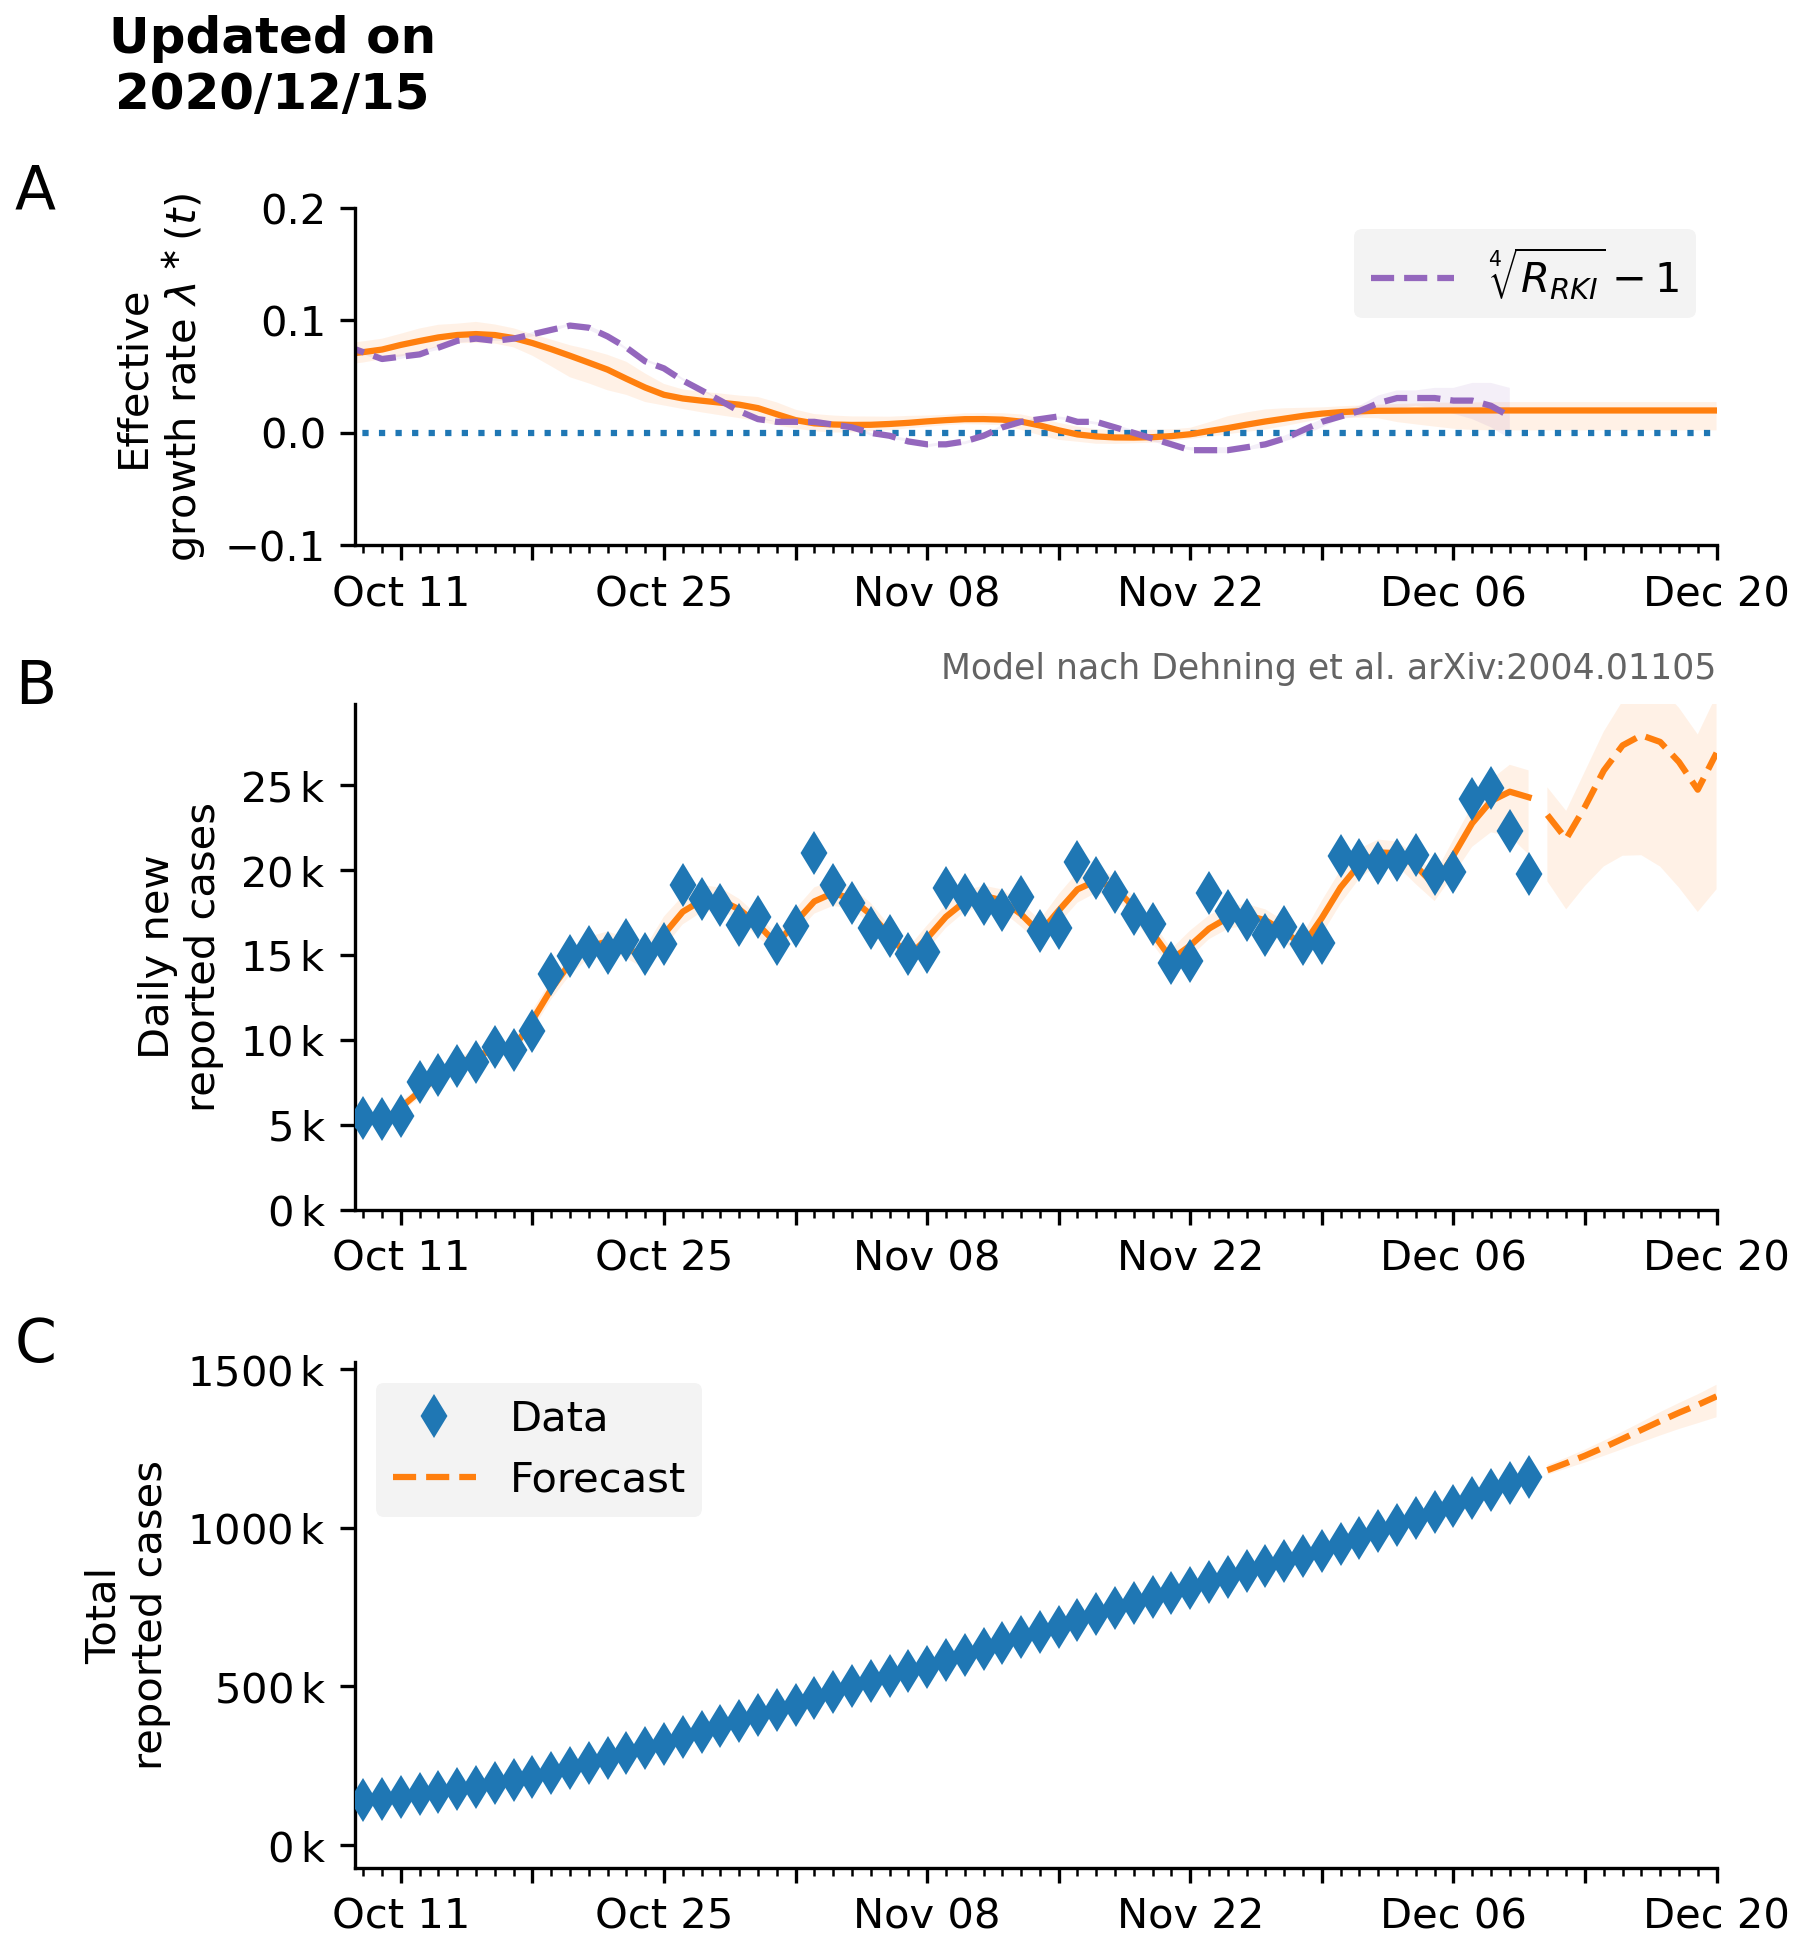 Updated on
2020/12/15
A
Effective
growth rate λ * (t)
0.2
0.1
0.0
−0.1
∜R_RKI − 1
Oct 11 Oct 25 Nov 08 Nov 22 Dec 06 Dec 20
B
Model nach Dehning et al. arXiv:2004.01105
Daily new
reported cases
25 k
20 k
15 k
10 k
5 k
0 k
Oct 11 Oct 25 Nov 08 Nov 22 Dec 06 Dec 20
C
Total
reported cases
1500 k
1000 k
500 k
0 k
Data
Forecast
Oct 11 Oct 25 Nov 08 Nov 22 Dec 06 Dec 20